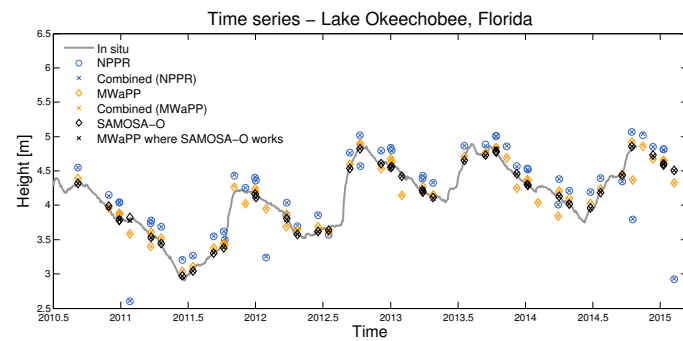 Time series – Lake Okeechobee, Florida
6.5
6
5.5
5
4.5
4
3.5
3
2.5
Height [m]
In situ
NPPR
Combined (NPPR)
MWaPP
Combined (MWaPP)
SAMOSA–O
MWaPP where SAMOSA–O works
2010.5 2011 2011.5 2012 2012.5 2013 2013.5 2014 2014.5 2015
Time